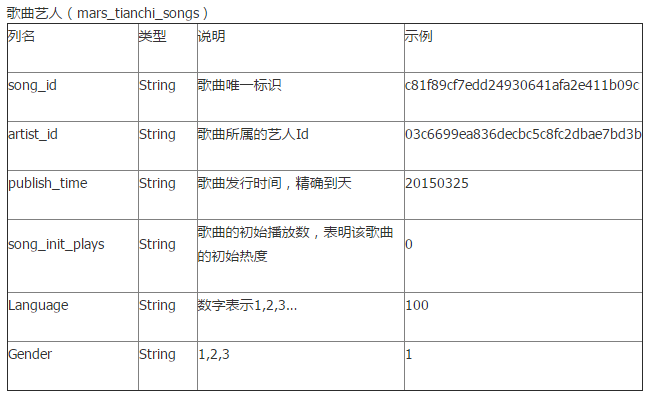 歌曲艺人（mars_tianchi_songs）
列名 类型 说明 示例
song_id String 歌曲唯一标识 c81f89cf7edd24930641afa2e411b09c
artist_id String 歌曲所属的艺人Id 03c6699ea836decbc5c8fc2dbae7bd3b
publish_time String 歌曲发行时间，精确到天 20150325
song_init_plays String 歌曲的初始播放数，表明该歌曲
的初始热度 0
Language String 数字表示1,2,3... 100
Gender String 1,2,3 1